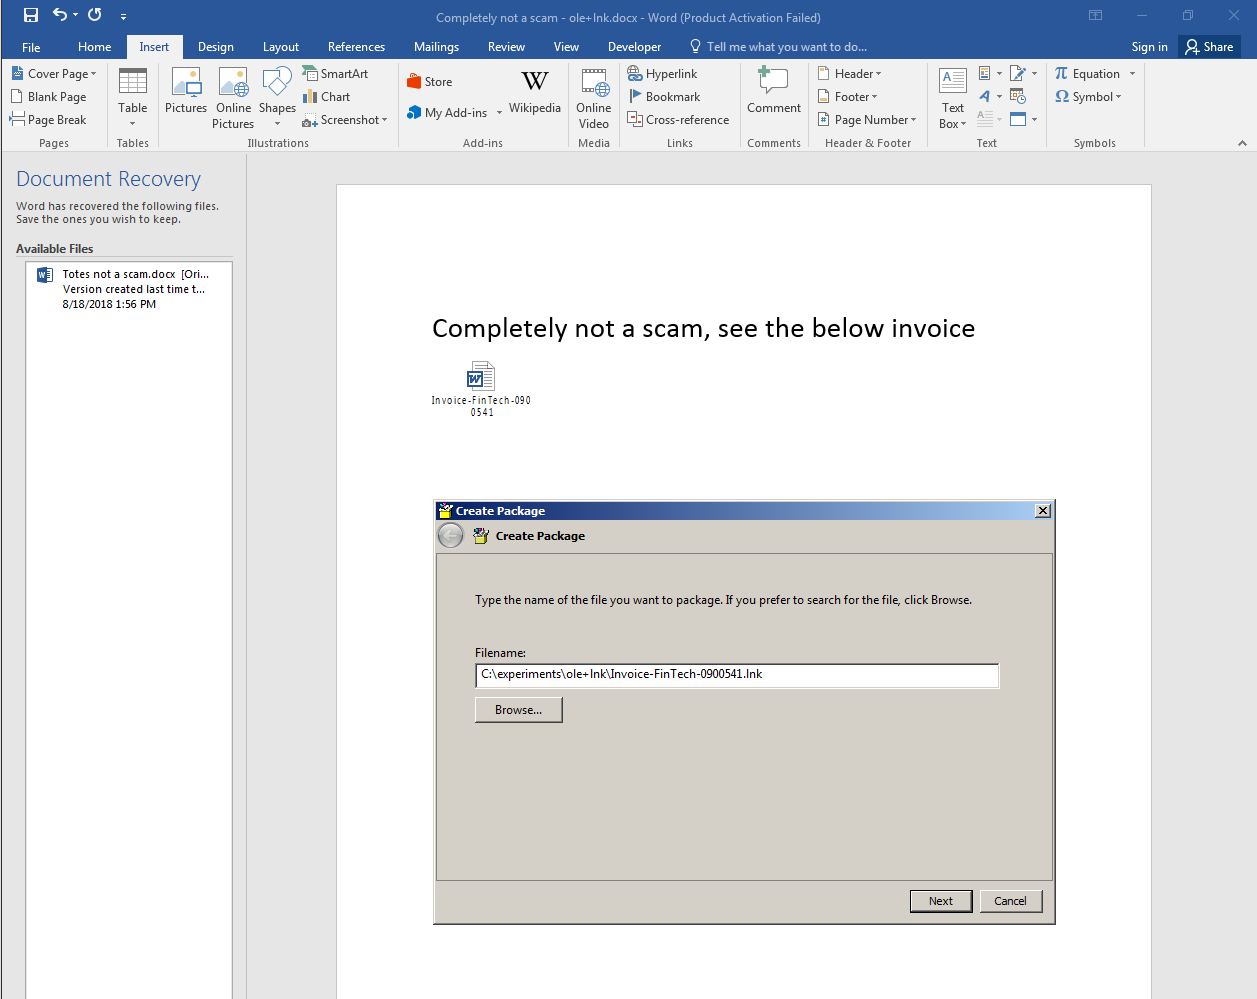 Completely not a scam - ole+lnk.docx - Word (Product Activation Failed)
File Home Insert Design Layout References Mailings Review View Developer Tell me what you want to do... Sign in Share
Cover Page
Blank Page
Page Break
Pages
Table
Tables
Pictures
Online
Pictures
Shapes
SmartArt
Chart
Screenshot
Illustrations
Store
My Add-ins
W
Wikipedia
Add-ins
Online
Video
Media
Hyperlink
Bookmark
Cross-reference
Links
Comment
Comments
Header
Footer
Page Number
Header & Footer
Text
Box
Text
π Equation
Ω Symbol
Symbols
Document Recovery
Word has recovered the following files.
Save the ones you wish to keep.
Available Files
Totes not a scam.docx [Ori...
Version created last time t...
8/18/2018 1:56 PM
Completely not a scam, see the below invoice
Invoice-FinTech-090
0541
Create Package
Create Package
Type the name of the file you want to package. If you prefer to search for the file, click Browse.
Filename:
C:\experiments\ole+lnk\Invoice-FinTech-0900541.lnk
Browse...
Next Cancel